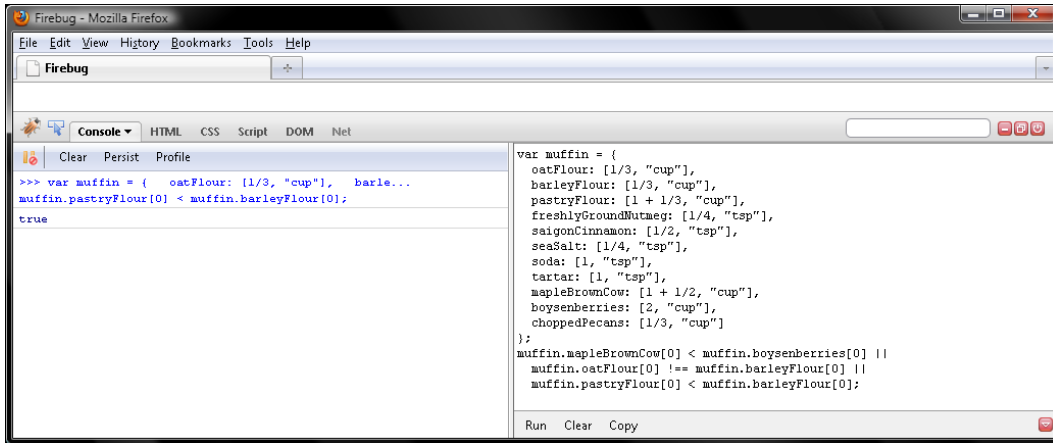 Firebug - Mozilla Firefox
File Edit View History Bookmarks Tools Help
Firebug
Console HTML CSS Script DOM Net
Clear Persist Profile
>>> var muffin = {   oatFlour: [1/3, "cup"],   barle...
muffin.pastryFlour[0] < muffin.barleyFlour[0];
true
var muffin = {
  oatFlour: [1/3, "cup"],
  barleyFlour: [1/3, "cup"],
  pastryFlour: [1 + 1/3, "cup"],
  freshlyGroundNutmeg: [1/4, "tsp"],
  saigonCinnamon: [1/2, "tsp"],
  seaSalt: [1/4, "tsp"],
  soda: [1, "tsp"],
  tartar: [1, "tsp"],
  mapleBrownCow: [1 + 1/2, "cup"],
  boysenberries: [2, "cup"],
  choppedPecans: [1/3, "cup"]
};
muffin.mapleBrownCow[0] < muffin.boysenberries[0] ||
  muffin.oatFlour[0] !== muffin.barleyFlour[0] ||
  muffin.pastryFlour[0] < muffin.barleyFlour[0];
Run Clear Copy